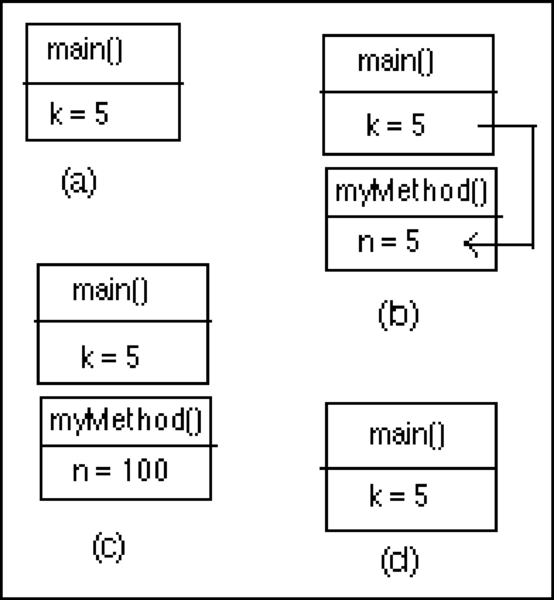 main()
k = 5
(a)
main()
k = 5
myMethod()
n = 5
(b)
main()
k = 5
myMethod()
n = 100
(c)
main()
k = 5
(d)